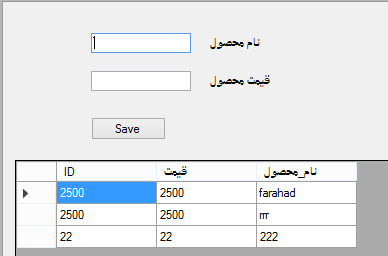 نام محصول
قیمت محصول
Save
ID قیمت نام_محصول
2500 2500 farahad
2500 2500 rrr
22 22 222